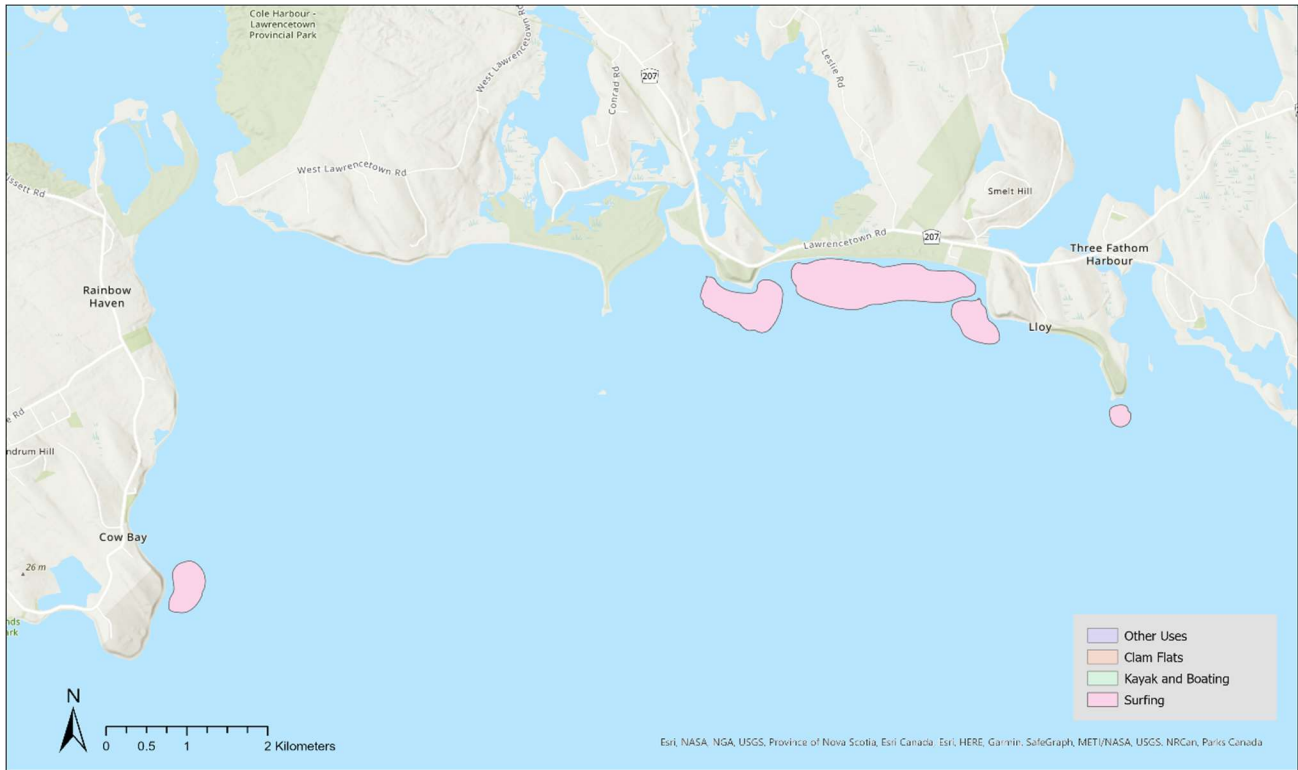 Cole Harbour -
Lawrencetown
Provincial Park
West Lawrencetown Rd
Conrad Rd
207
Leslie Rd
West Lawrencetown Rd
issett Rd
Smelt Hill
Lawrencetown Rd
207
Three Fathom
Harbour
Rainbow
Haven
Lloy
e Rd
ndrum Hill
Cow Bay
26 m
nds
ark
Other Uses
Clam Flats
Kayak and Boating
Surfing
N
0 0.5 1 2 Kilometers
Esri, NASA, NGA, USGS, Province of Nova Scotia, Esri Canada, Esri, HERE, Garmin, SafeGraph, METI/NASA, USGS, NRCan, Parks Canada